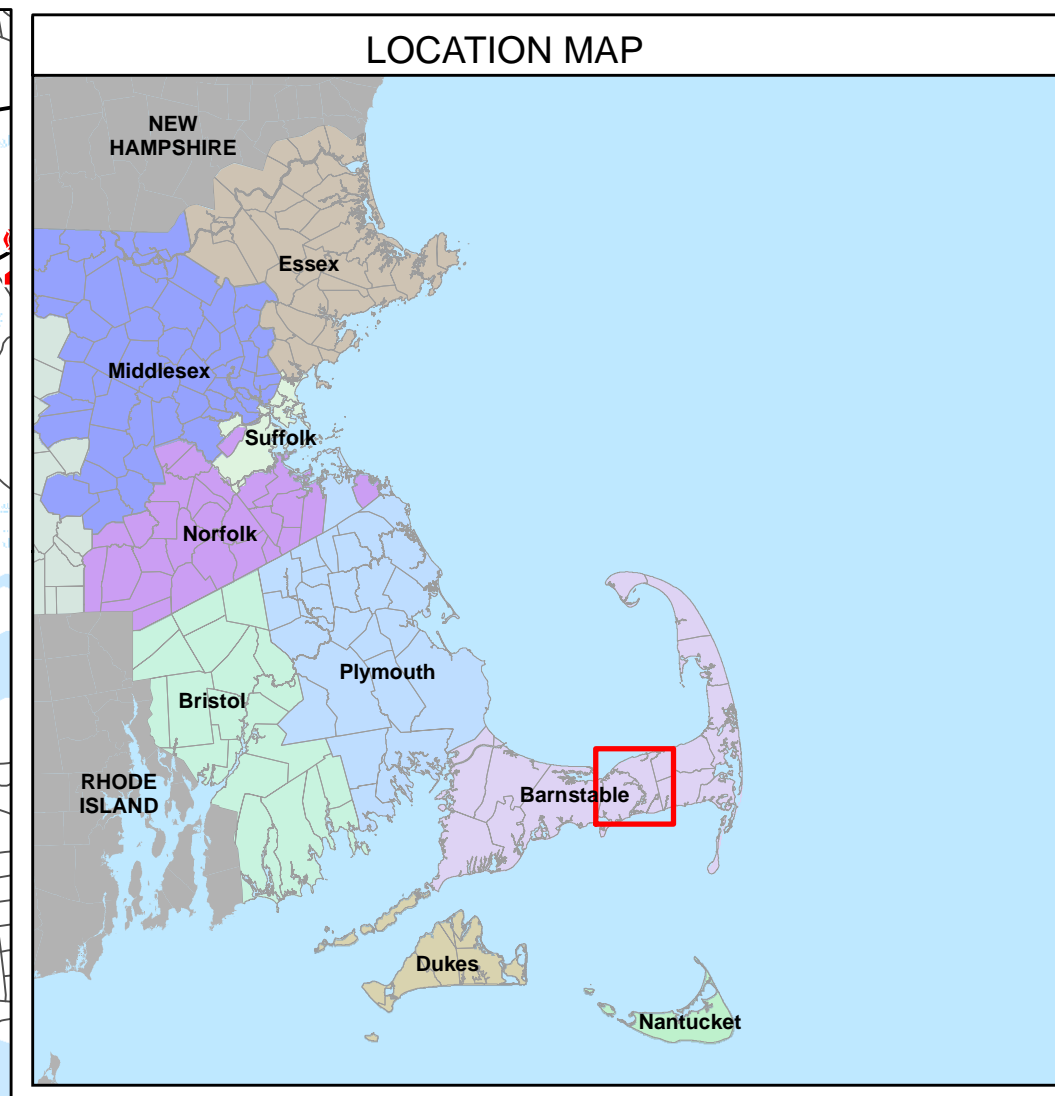 LOCATION MAP
NEW
HAMPSHIRE
Essex
Middlesex
Suffolk
Norfolk
Plymouth
Bristol
RHODE
ISLAND
Barnstable
Dukes
Nantucket